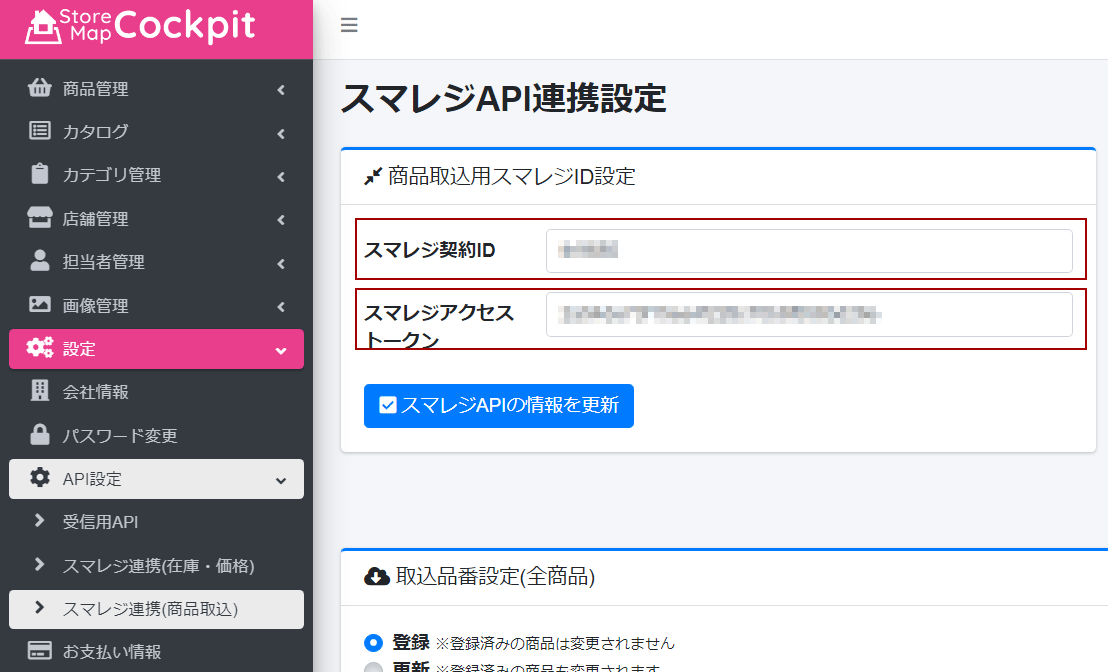 Store
Map
Cockpit
商品管理
カタログ
カテゴリ管理
店舗管理
担当者管理
画像管理
設定
会社情報
パスワード変更
API設定
受信用API
スマレジ連携(在庫・価格)
スマレジ連携(商品取込)
お支払い情報
スマレジAPI連携設定
商品取込用スマレジID設定
スマレジ契約ID
スマレジアクセス
トークン
スマレジAPIの情報を更新
取込品番設定(全商品)
登録 ※登録済みの商品は変更されません
更新 ※登録済みの商品も変更されます